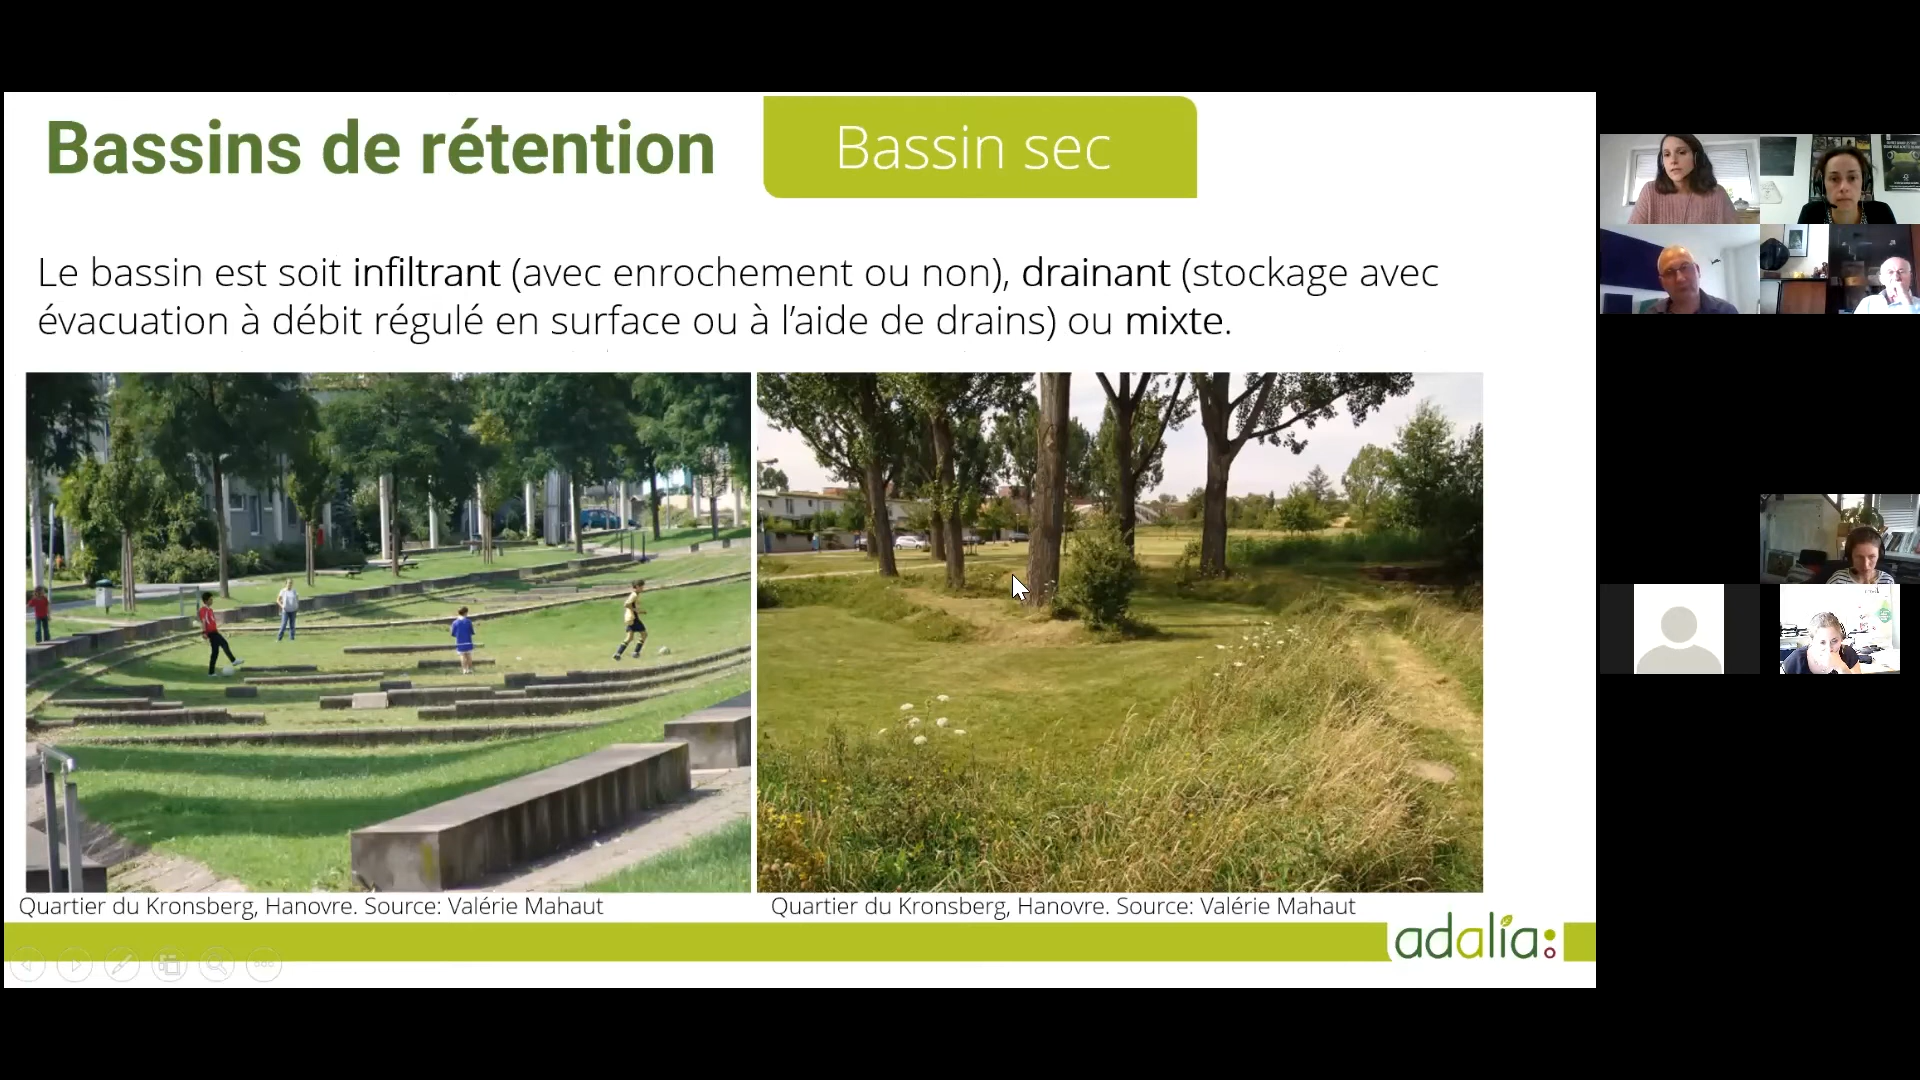 Bassins de rétention
Bassin sec
Le bassin est soit infiltrant (avec enrochement ou non), drainant (stockage avec
évacuation à débit régulé en surface ou à l’aide de drains) ou mixte.
Quartier du Kronsberg, Hanovre. Source: Valérie Mahaut
Quartier du Kronsberg, Hanovre. Source: Valérie Mahaut
adalia